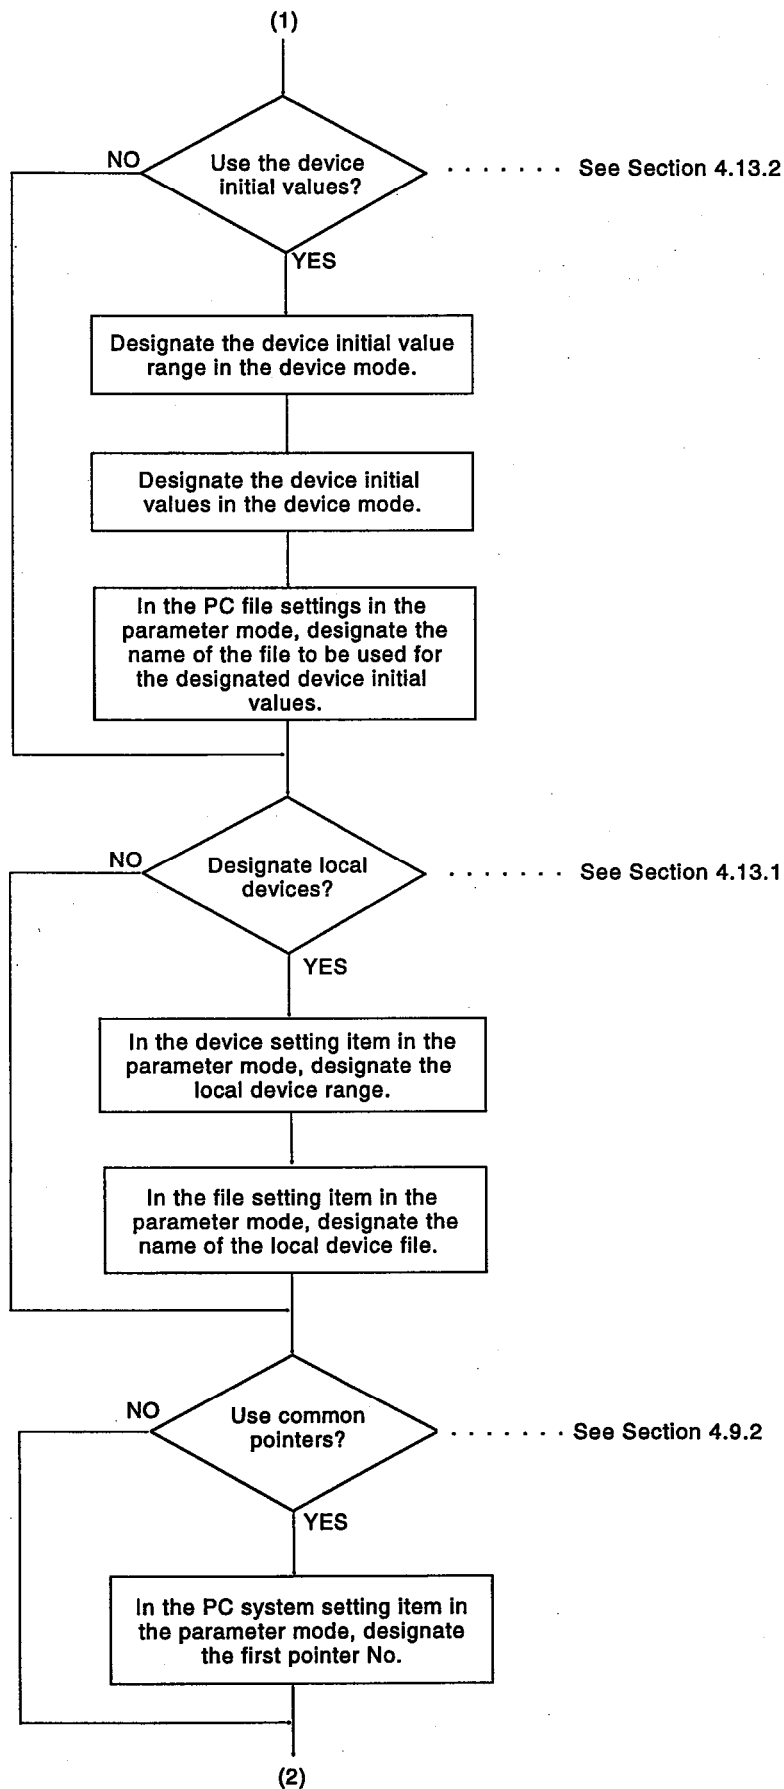 (1)
NO
Use the device
initial values?
See Section 4.13.2
YES
Designate the device initial value
range in the device mode.
Designate the device initial
values in the device mode.
In the PC file settings in the
parameter mode, designate the
name of the file to be used for
the designated device initial
values.
NO
Designate local
devices?
See Section 4.13.1
YES
In the device setting item in the
parameter mode, designate the
local device range.
In the file setting item in the
parameter mode, designate the
name of the local device file.
NO
Use common
pointers?
See Section 4.9.2
YES
In the PC system setting item in
the parameter mode, designate
the first pointer No.
(2)